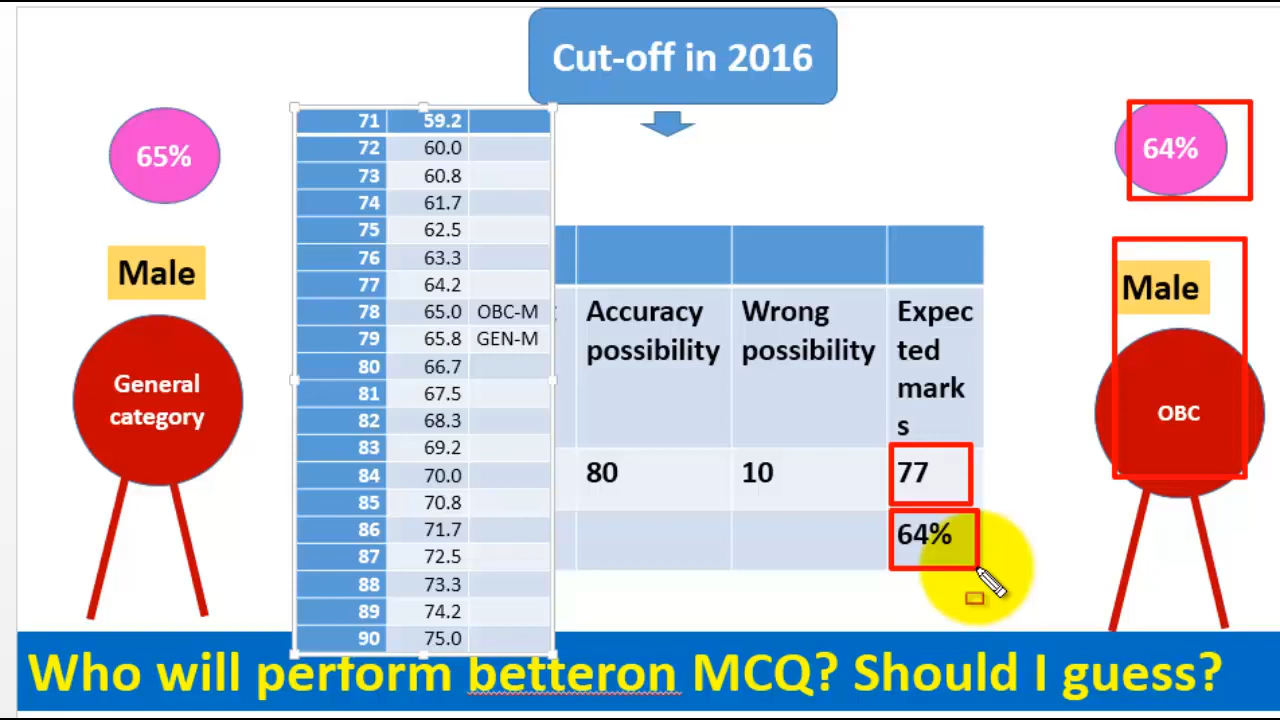 Cut-off in 2016
65%
Male
General
category
71 59.2
72 60.0
73 60.8
74 61.7
75 62.5
76 63.3
77 64.2
78 65.0 OBC-M
79 65.8 GEN-M
80 66.7
81 67.5
82 68.3
83 69.2
84 70.0
85 70.8
86 71.7
87 72.5
88 73.3
89 74.2
90 75.0
Accuracy
possibility
Wrong
possibility
Expec
ted
mark
s
80 10 77
64%
64%
Male
OBC
Who will perform betteron MCQ? Should I guess?